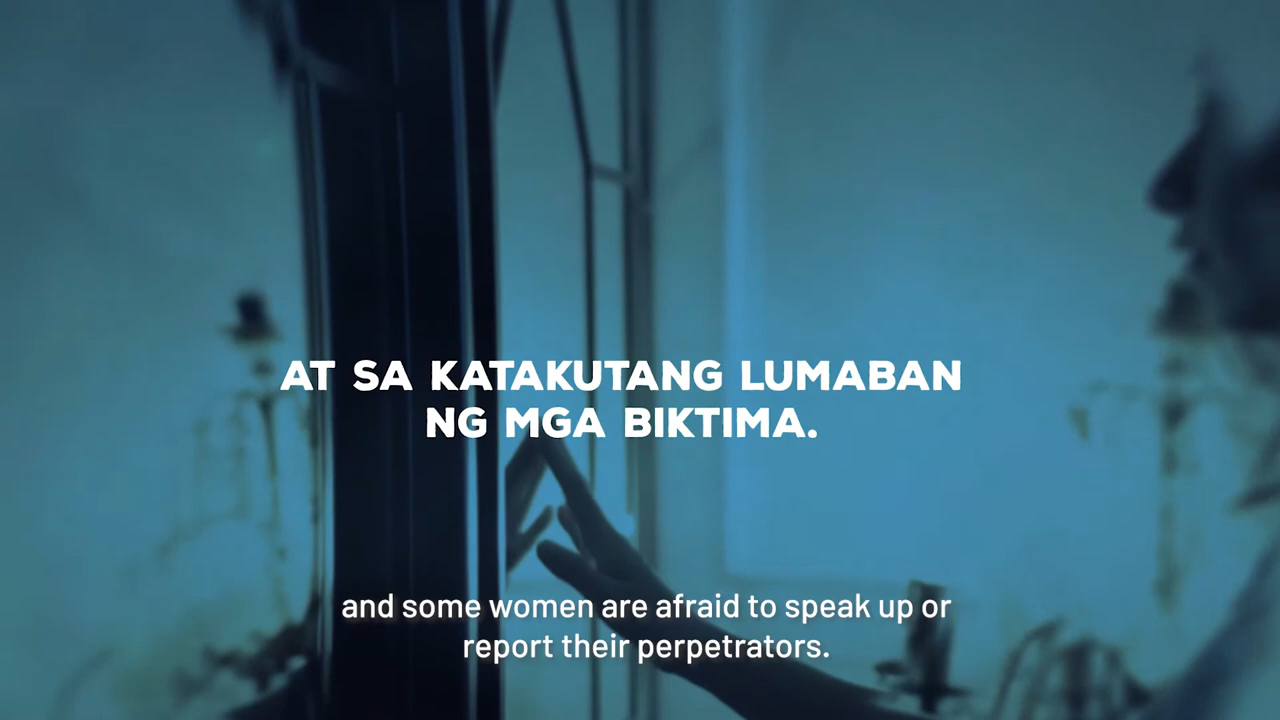 AT SA KATAKUTANG LUMABAN
NG MGA BIKTIMA.
and some women are afraid to speak up or
report their perpetrators.